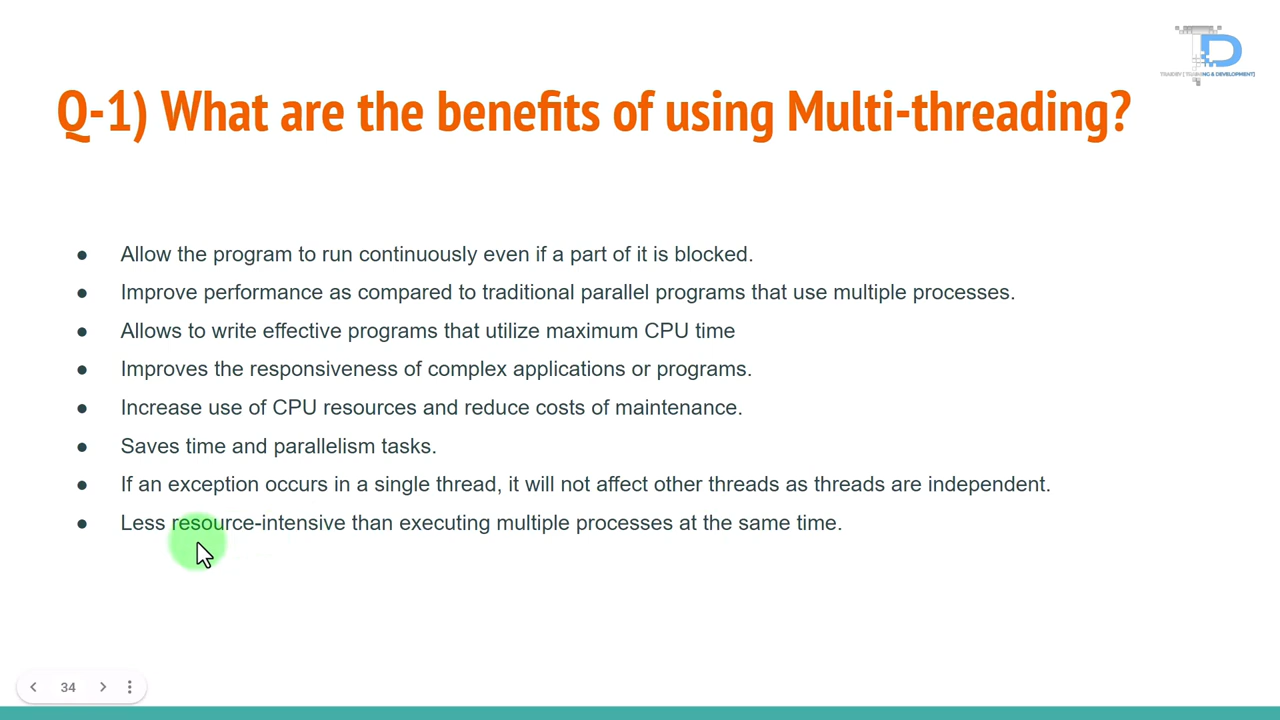 Q-1) What are the benefits of using Multi-threading?
● Allow the program to run continuously even if a part of it is blocked.
● Improve performance as compared to traditional parallel programs that use multiple processes.
● Allows to write effective programs that utilize maximum CPU time
● Improves the responsiveness of complex applications or programs.
● Increase use of CPU resources and reduce costs of maintenance.
● Saves time and parallelism tasks.
● If an exception occurs in a single thread, it will not affect other threads as threads are independent.
● Less resource-intensive than executing multiple processes at the same time.
34